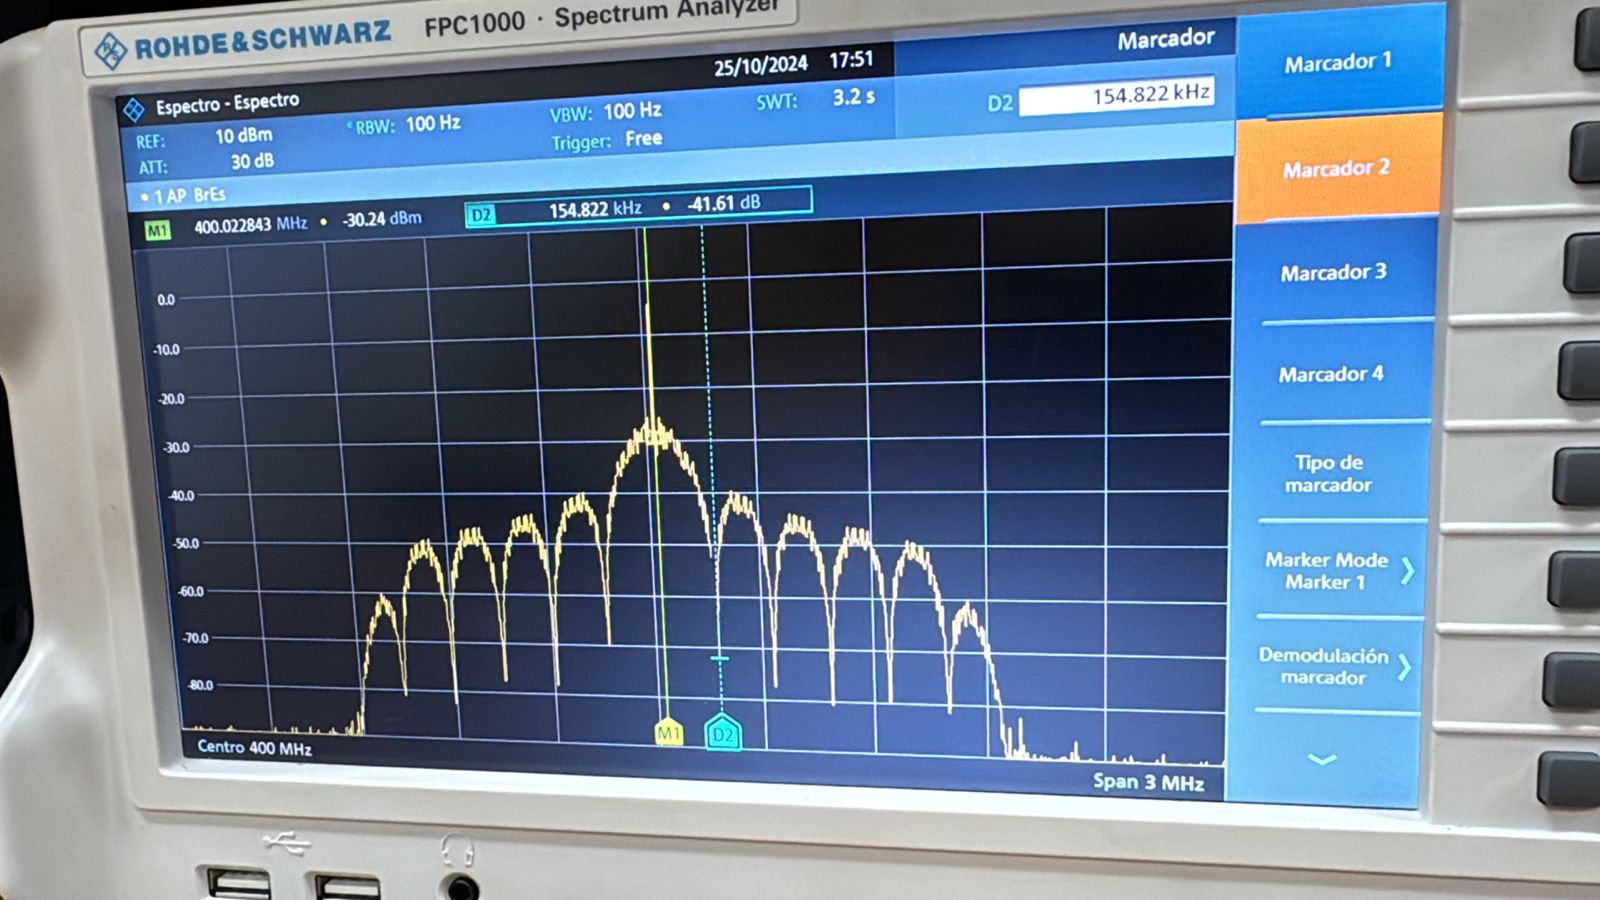 ROHDE&SCHWARZ FPC1000 · Spectrum Analyzer
25/10/2024 17:51
Marcador
Espectro - Espectro
REF: 10 dBm
RBW: 100 Hz
VBW: 100 Hz
SWT: 3.2 s
D2 154.822 kHz
ATT: 30 dB
Trigger: Free
1 AP BrEs
M1 400.022843 MHz • -30.24 dBm
D2 154.822 kHz • -41.61 dB
0.0
-10.0
-20.0
-30.0
-40.0
-50.0
-60.0
-70.0
-80.0
M1
D2
Centro 400 MHz
Span 3 MHz
Marcador 1
Marcador 2
Marcador 3
Marcador 4
Tipo de
marcador
Marker Mode
Marker 1
Demodulación
marcador